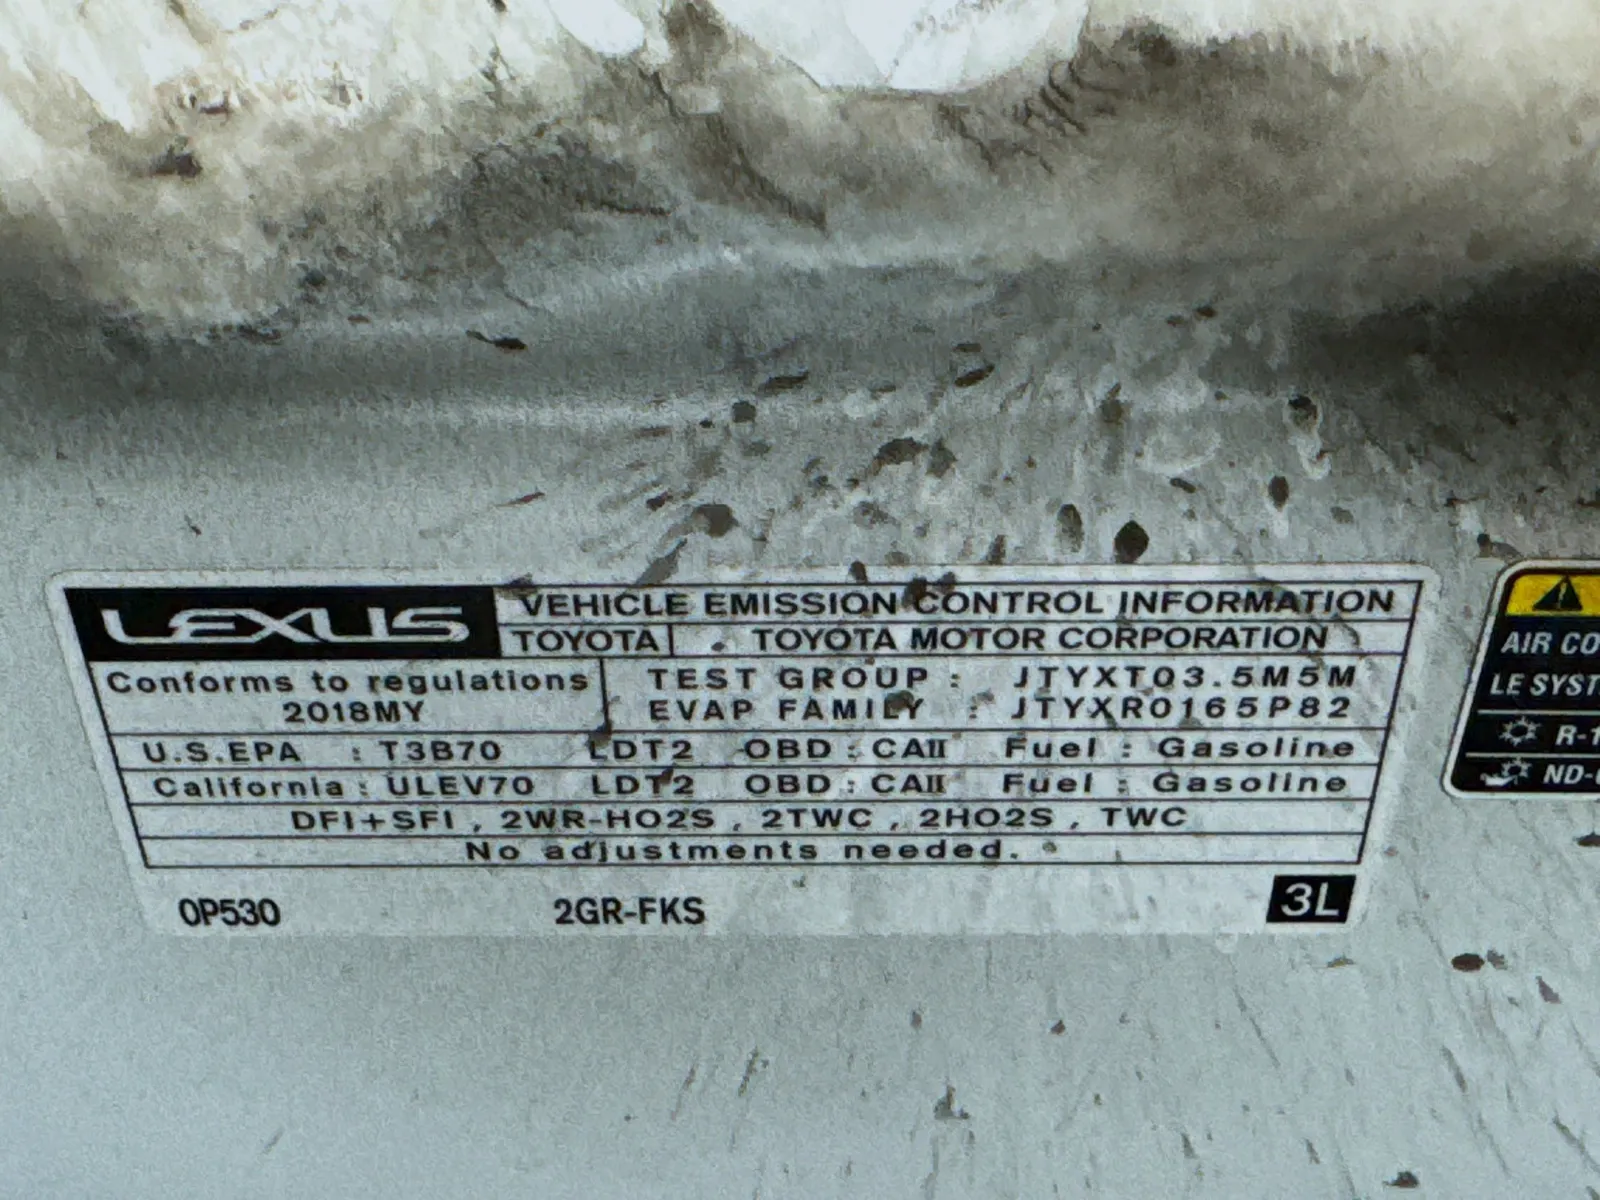 LEXUS VEHICLE EMISSION CONTROL INFORMATION
TOYOTA TOYOTA MOTOR CORPORATION
Conforms to regulations TEST GROUP : JTYXT03.5M5M
2018MY EVAP FAMILY : JTYXR0165P82
U.S.EPA : T3B70 LDT2 OBD : CAII Fuel : Gasoline
California : ULEV70 LDT2 OBD : CAII Fuel : Gasoline
DFI+SFI , 2WR-HO2S , 2TWC , 2HO2S , TWC
No adjustments needed.
0P530 2GR-FKS 3L
AIR CO
LE SYST
R-1
ND-